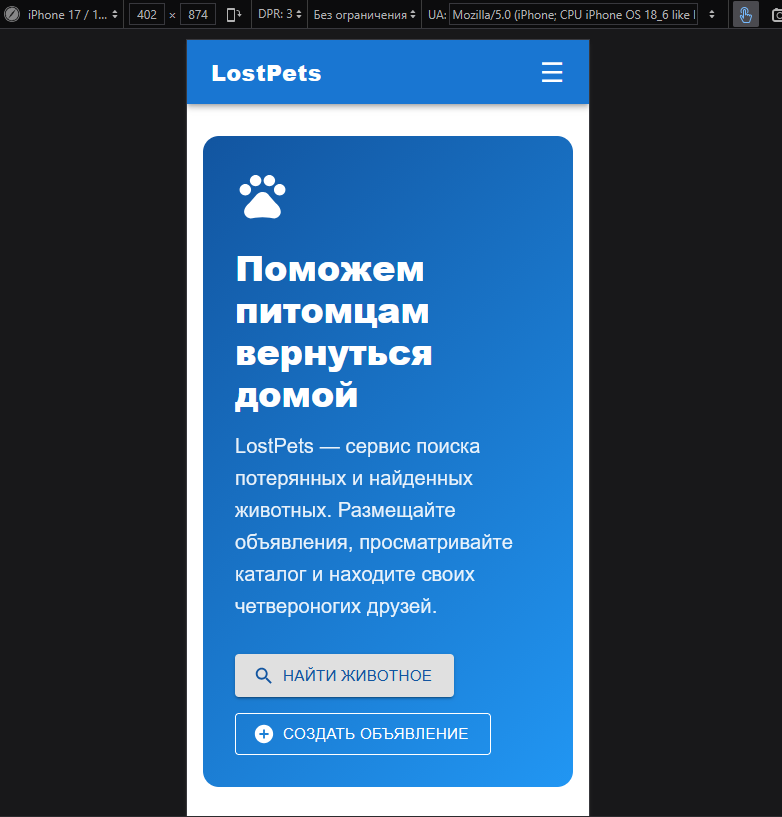 iPhone 17 / 1... 402 × 874 DPR: 3 Без ограничения UA: Mozilla/5.0 (iPhone; CPU iPhone OS 18_6 like
LostPets
Поможем
питомцам
вернуться
домой
LostPets — сервис поиска
потерянных и найденных
животных. Размещайте
объявления, просматривайте
каталог и находите своих
четвероногих друзей.
НАЙТИ ЖИВОТНОЕ
СОЗДАТЬ ОБЪЯВЛЕНИЕ